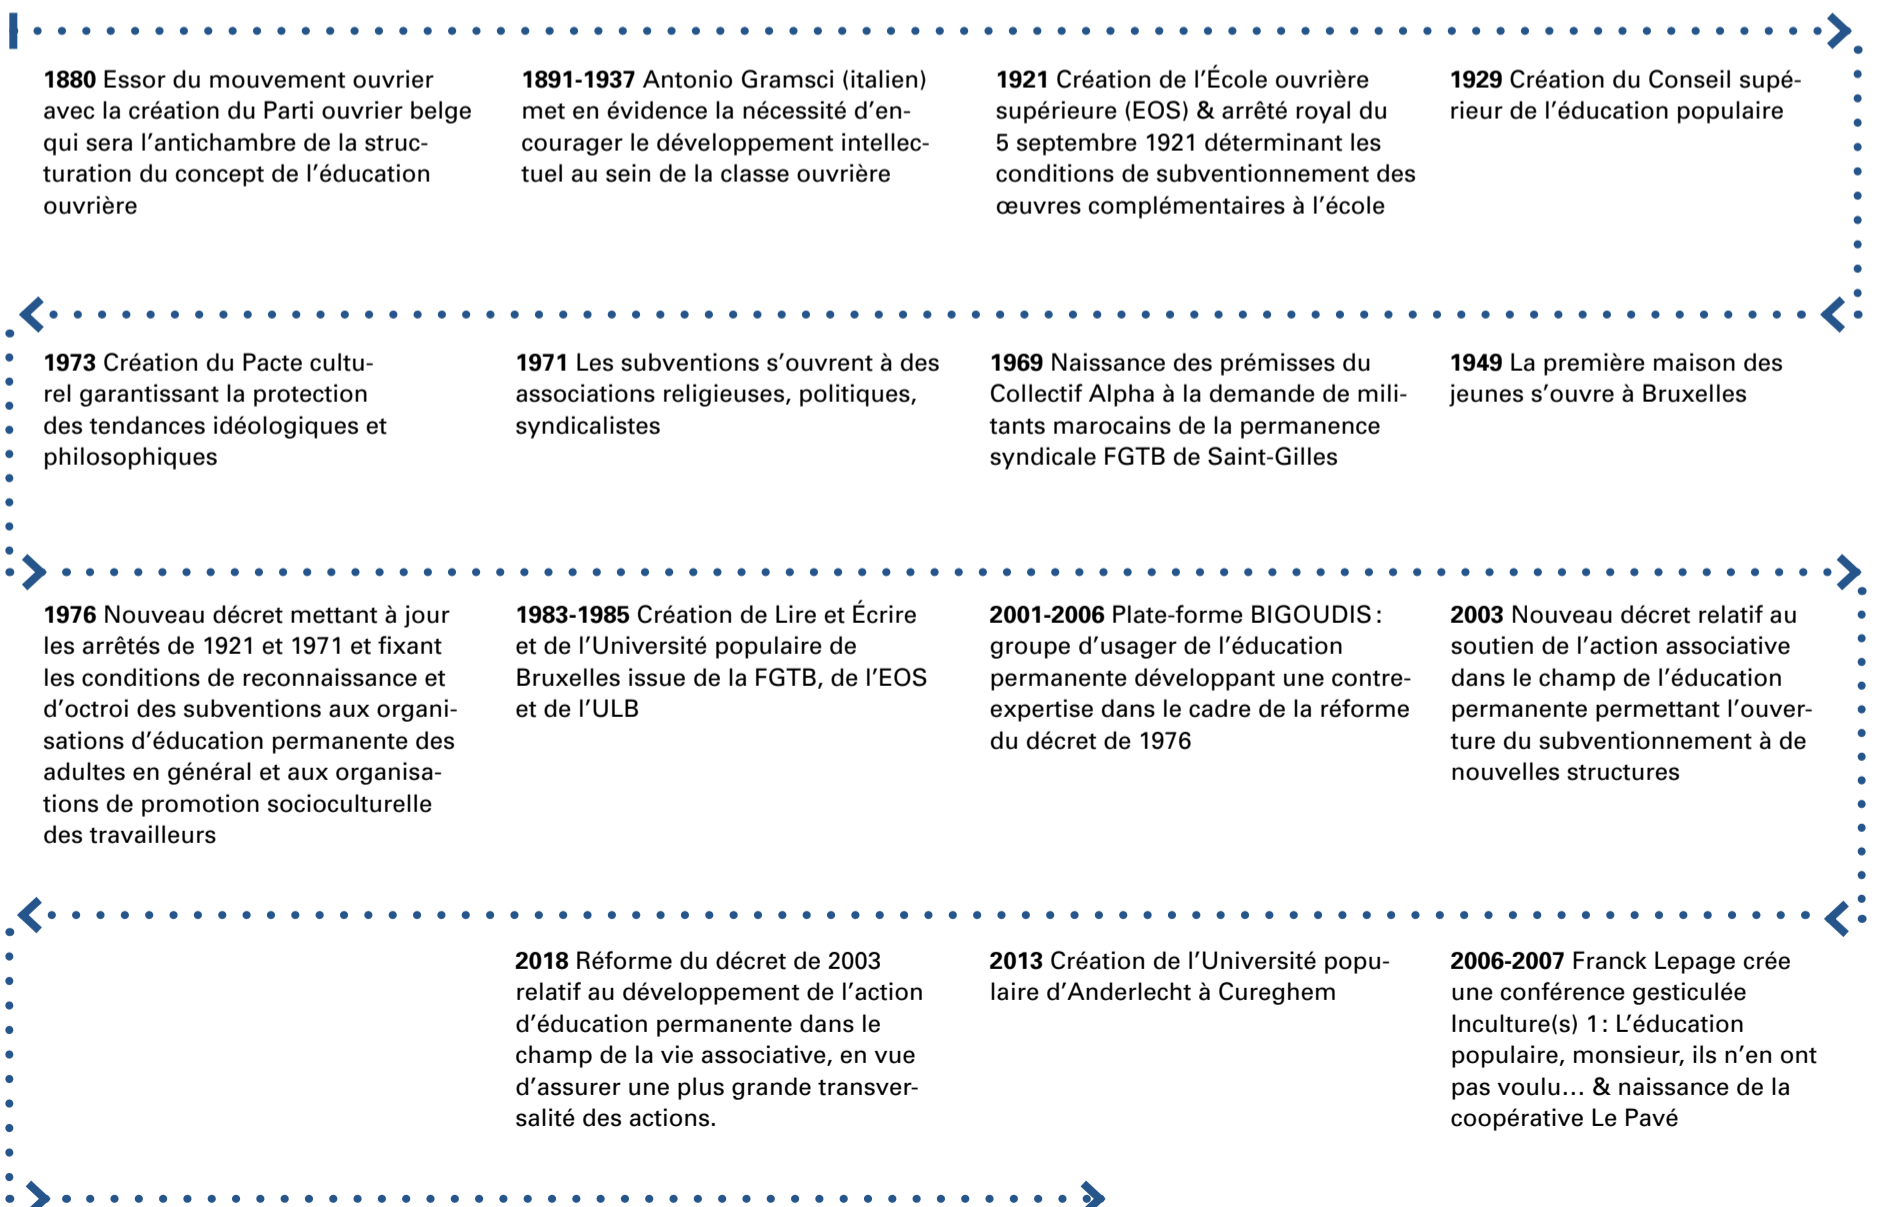 1880 Essor du mouvement ouvrier
avec la création du Parti ouvrier belge
qui sera l’antichambre de la struc-
turation du concept de l’éducation
ouvrière
1891-1937 Antonio Gramsci (italien)
met en évidence la nécessité d’en-
courager le développement intellec-
tuel au sein de la classe ouvrière
1921 Création de l’École ouvrière
supérieure (EOS) & arrêté royal du
5 septembre 1921 déterminant les
conditions de subventionnement des
œuvres complémentaires à l’école
1929 Création du Conseil supé-
rieur de l’éducation populaire
1949 La première maison des
jeunes s’ouvre à Bruxelles
1969 Naissance des prémisses du
Collectif Alpha à la demande de mili-
tants marocains de la permanence
syndicale FGTB de Saint-Gilles
1971 Les subventions s’ouvrent à des
associations religieuses, politiques,
syndicalistes
1973 Création du Pacte cultu-
rel garantissant la protection
des tendances idéologiques et
philosophiques
1976 Nouveau décret mettant à jour
les arrêtés de 1921 et 1971 et fixant
les conditions de reconnaissance et
d’octroi des subventions aux organi-
sations d’éducation permanente des
adultes en général et aux organisa-
tions de promotion socioculturelle
des travailleurs
1983-1985 Création de Lire et Écrire
et de l’Université populaire de
Bruxelles issue de la FGTB, de l’EOS
et de l’ULB
2001-2006 Plate-forme BIGOUDIS :
groupe d’usager de l’éducation
permanente développant une contre-
expertise dans le cadre de la réforme
du décret de 1976
2003 Nouveau décret relatif au
soutien de l’action associative
dans le champ de l’éducation
permanente permettant l’ouver-
ture du subventionnement à de
nouvelles structures
2006-2007 Franck Lepage crée
une conférence gesticulée
Inculture(s) 1 : L’éducation
populaire, monsieur, ils n’en ont
pas voulu… & naissance de la
coopérative Le Pavé
2013 Création de l’Université popu-
laire d’Anderlecht à Cureghem
2018 Réforme du décret de 2003
relatif au développement de l’action
d’éducation permanente dans le
champ de la vie associative, en vue
d’assurer une plus grande transver-
salité des actions.